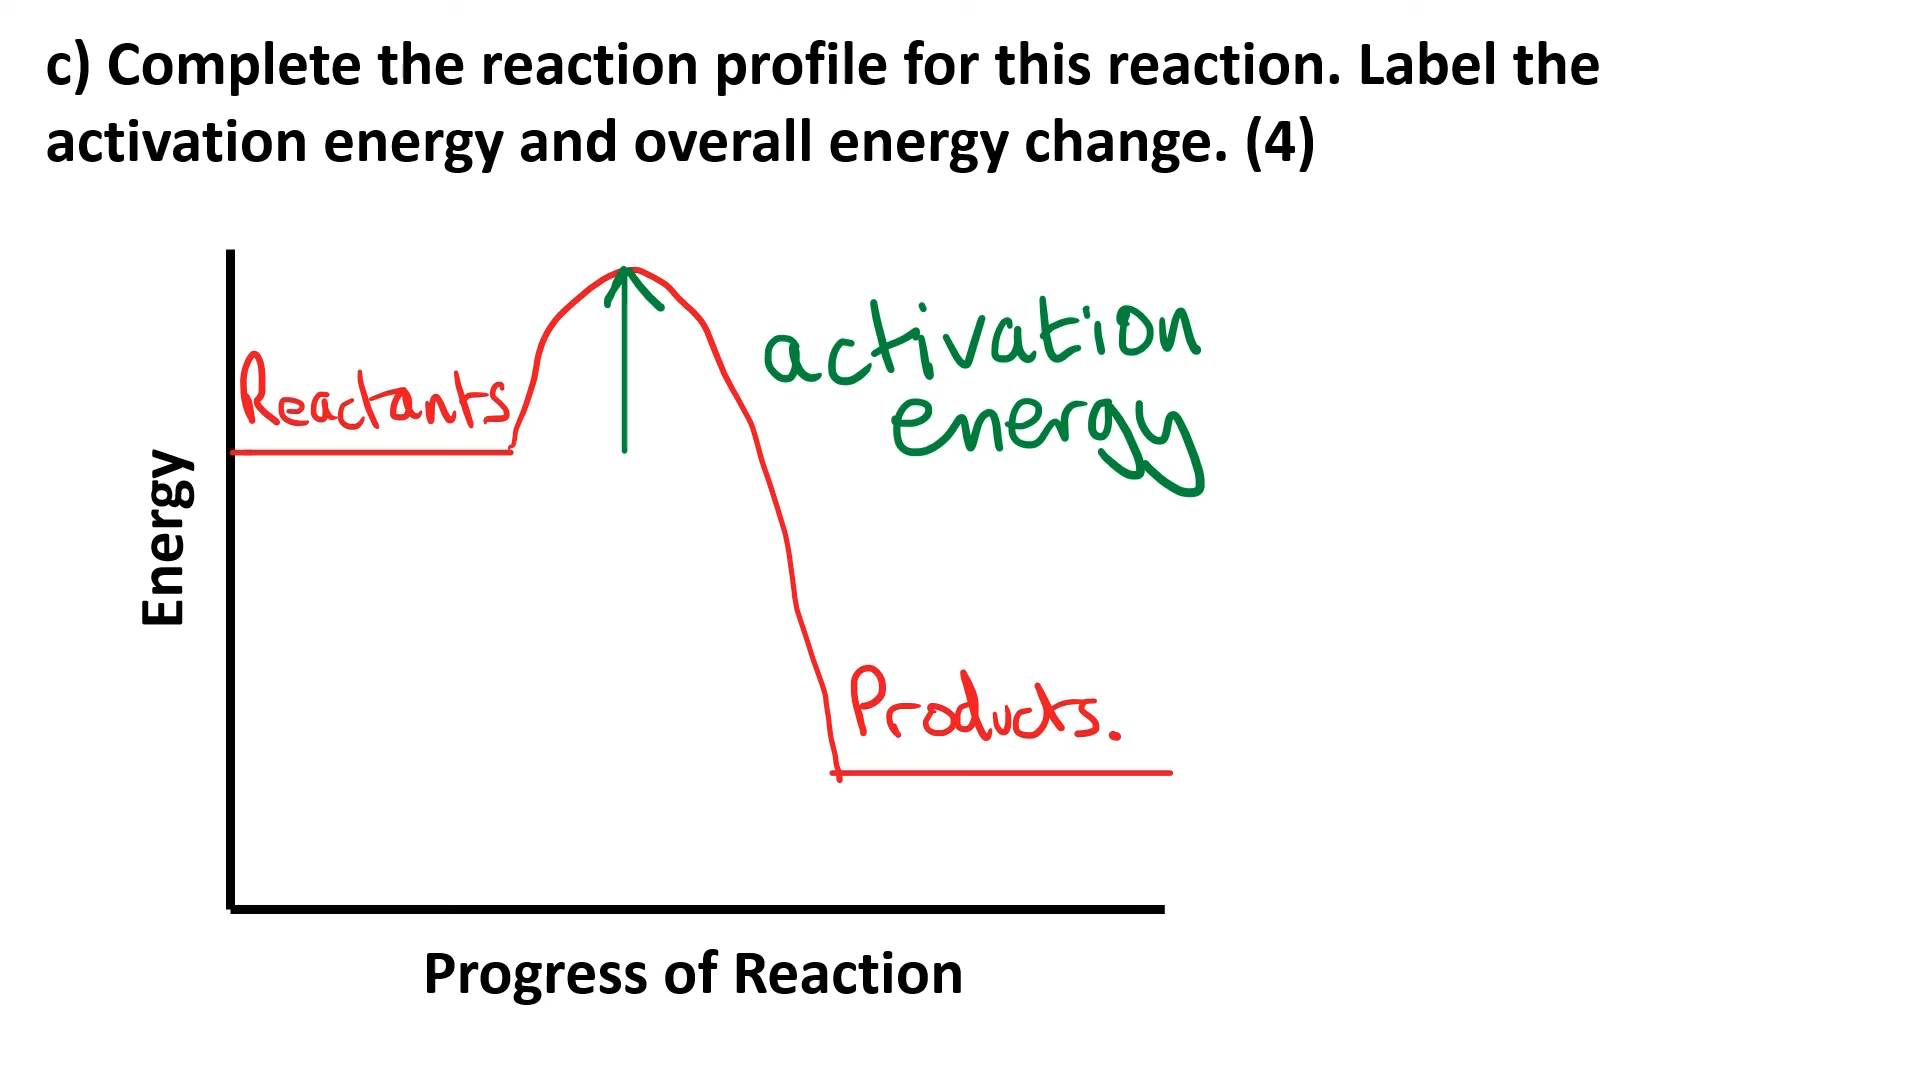 c) Complete the reaction profile for this reaction. Label the
activation energy and overall energy change. (4)
Reactants
activation
energy
Energy
Products.
Progress of Reaction